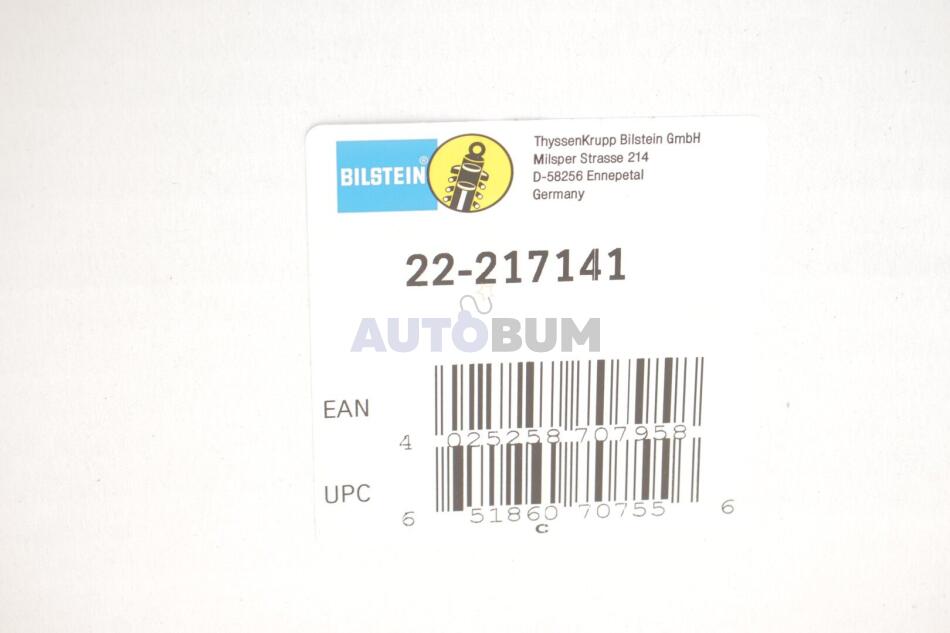 BILSTEIN®
ThyssenKrupp Bilstein GmbH
Milsper Strasse 214
D-58256 Ennepetal
Germany
22-217141
AUTOBUM
EAN
4 025258 707958
UPC
6 51860 70755 6
C